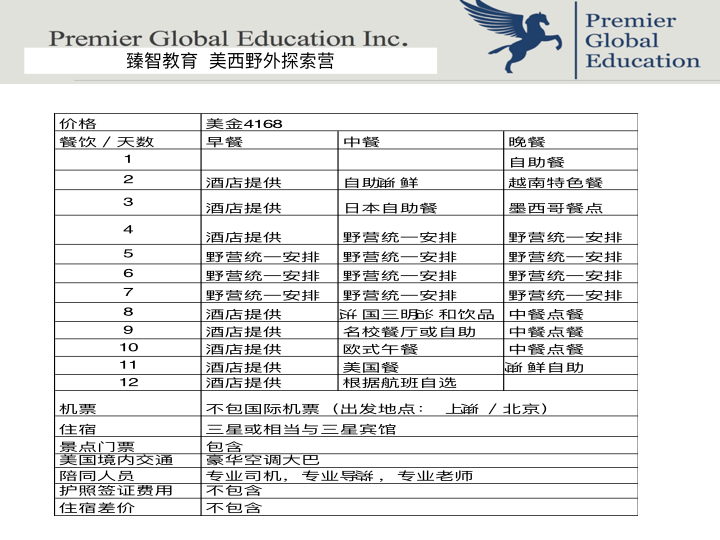 Premier Global Education Inc.
臻智教育 美西野外探索营
Premier
Global
Education
价格 美金4168
餐饮/天数 早餐 中餐 晚餐
1 自助餐
2 酒店提供 自助 鲜 越南特色餐
3 酒店提供 日本自助餐 墨西哥餐点
4 酒店提供 野营统一安排 野营统一安排
5 野营统一安排 野营统一安排 野营统一安排
6 野营统一安排 野营统一安排 野营统一安排
7 野营统一安排 野营统一安排 野营统一安排
8 酒店提供 国三明 和饮品 中餐点餐
9 酒店提供 名校餐厅或自助 中餐点餐
10 酒店提供 欧式午餐 中餐点餐
11 酒店提供 美国餐 鲜自助
12 酒店提供 根据航班自选
机票 不包国际机票(出发地点： 上 /北京)
住宿 三星或相当与三星宾馆
景点门票 包含
美国境内交通 豪华空调大巴
陪同人员 专业司机，专业导 ，专业老师
护照签证费用 不包含
住宿差价 不包含